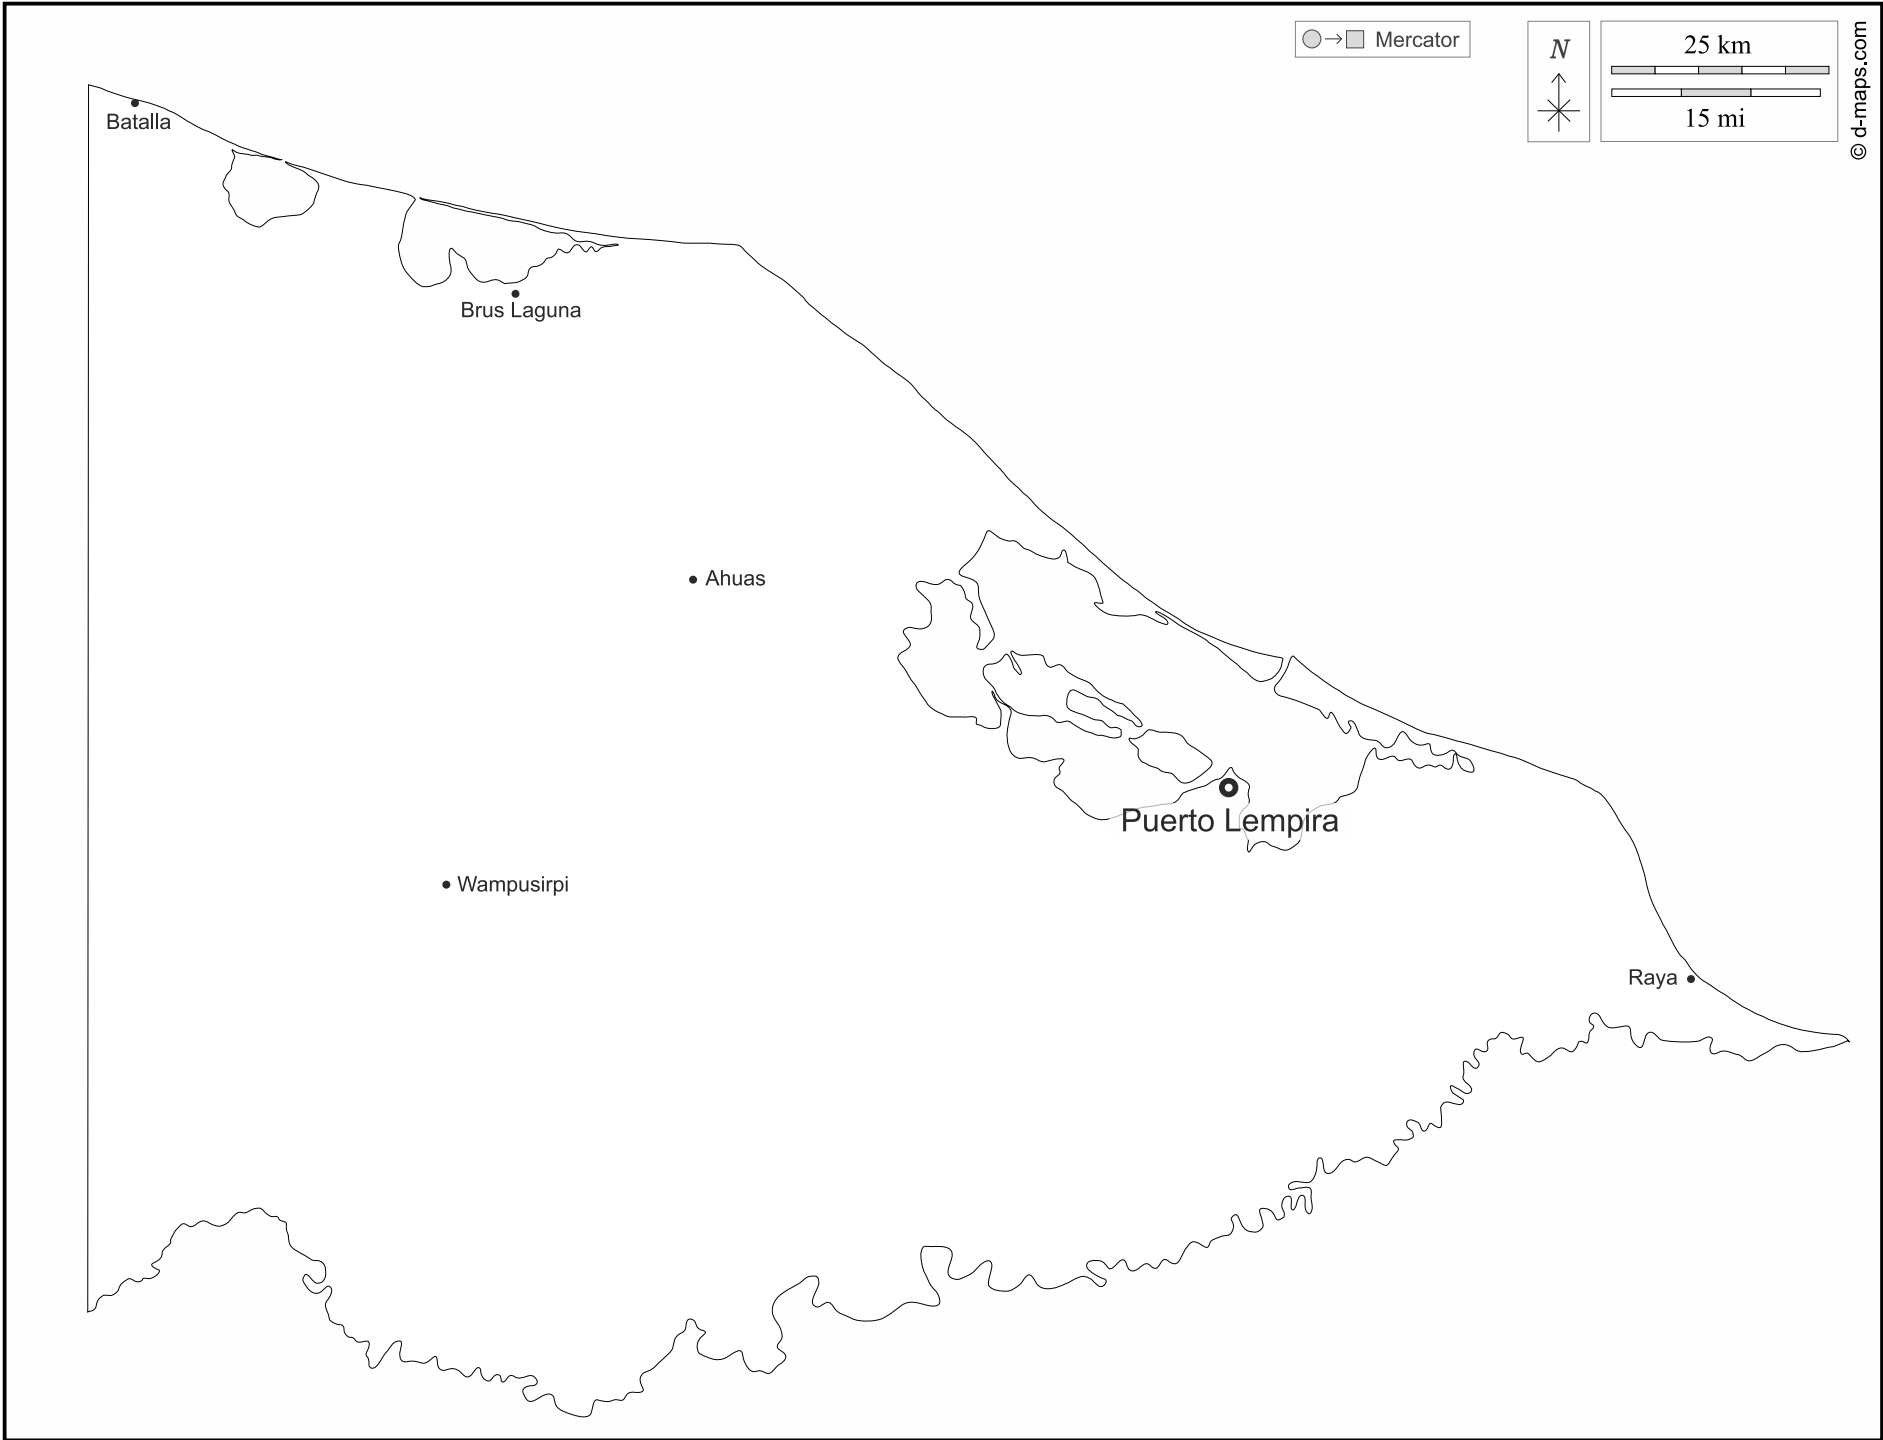 Mercator
N
25 km
15 mi
© d-maps.com
Batalla
Brus Laguna
Ahuas
Puerto Lempira
Wampusirpi
Raya